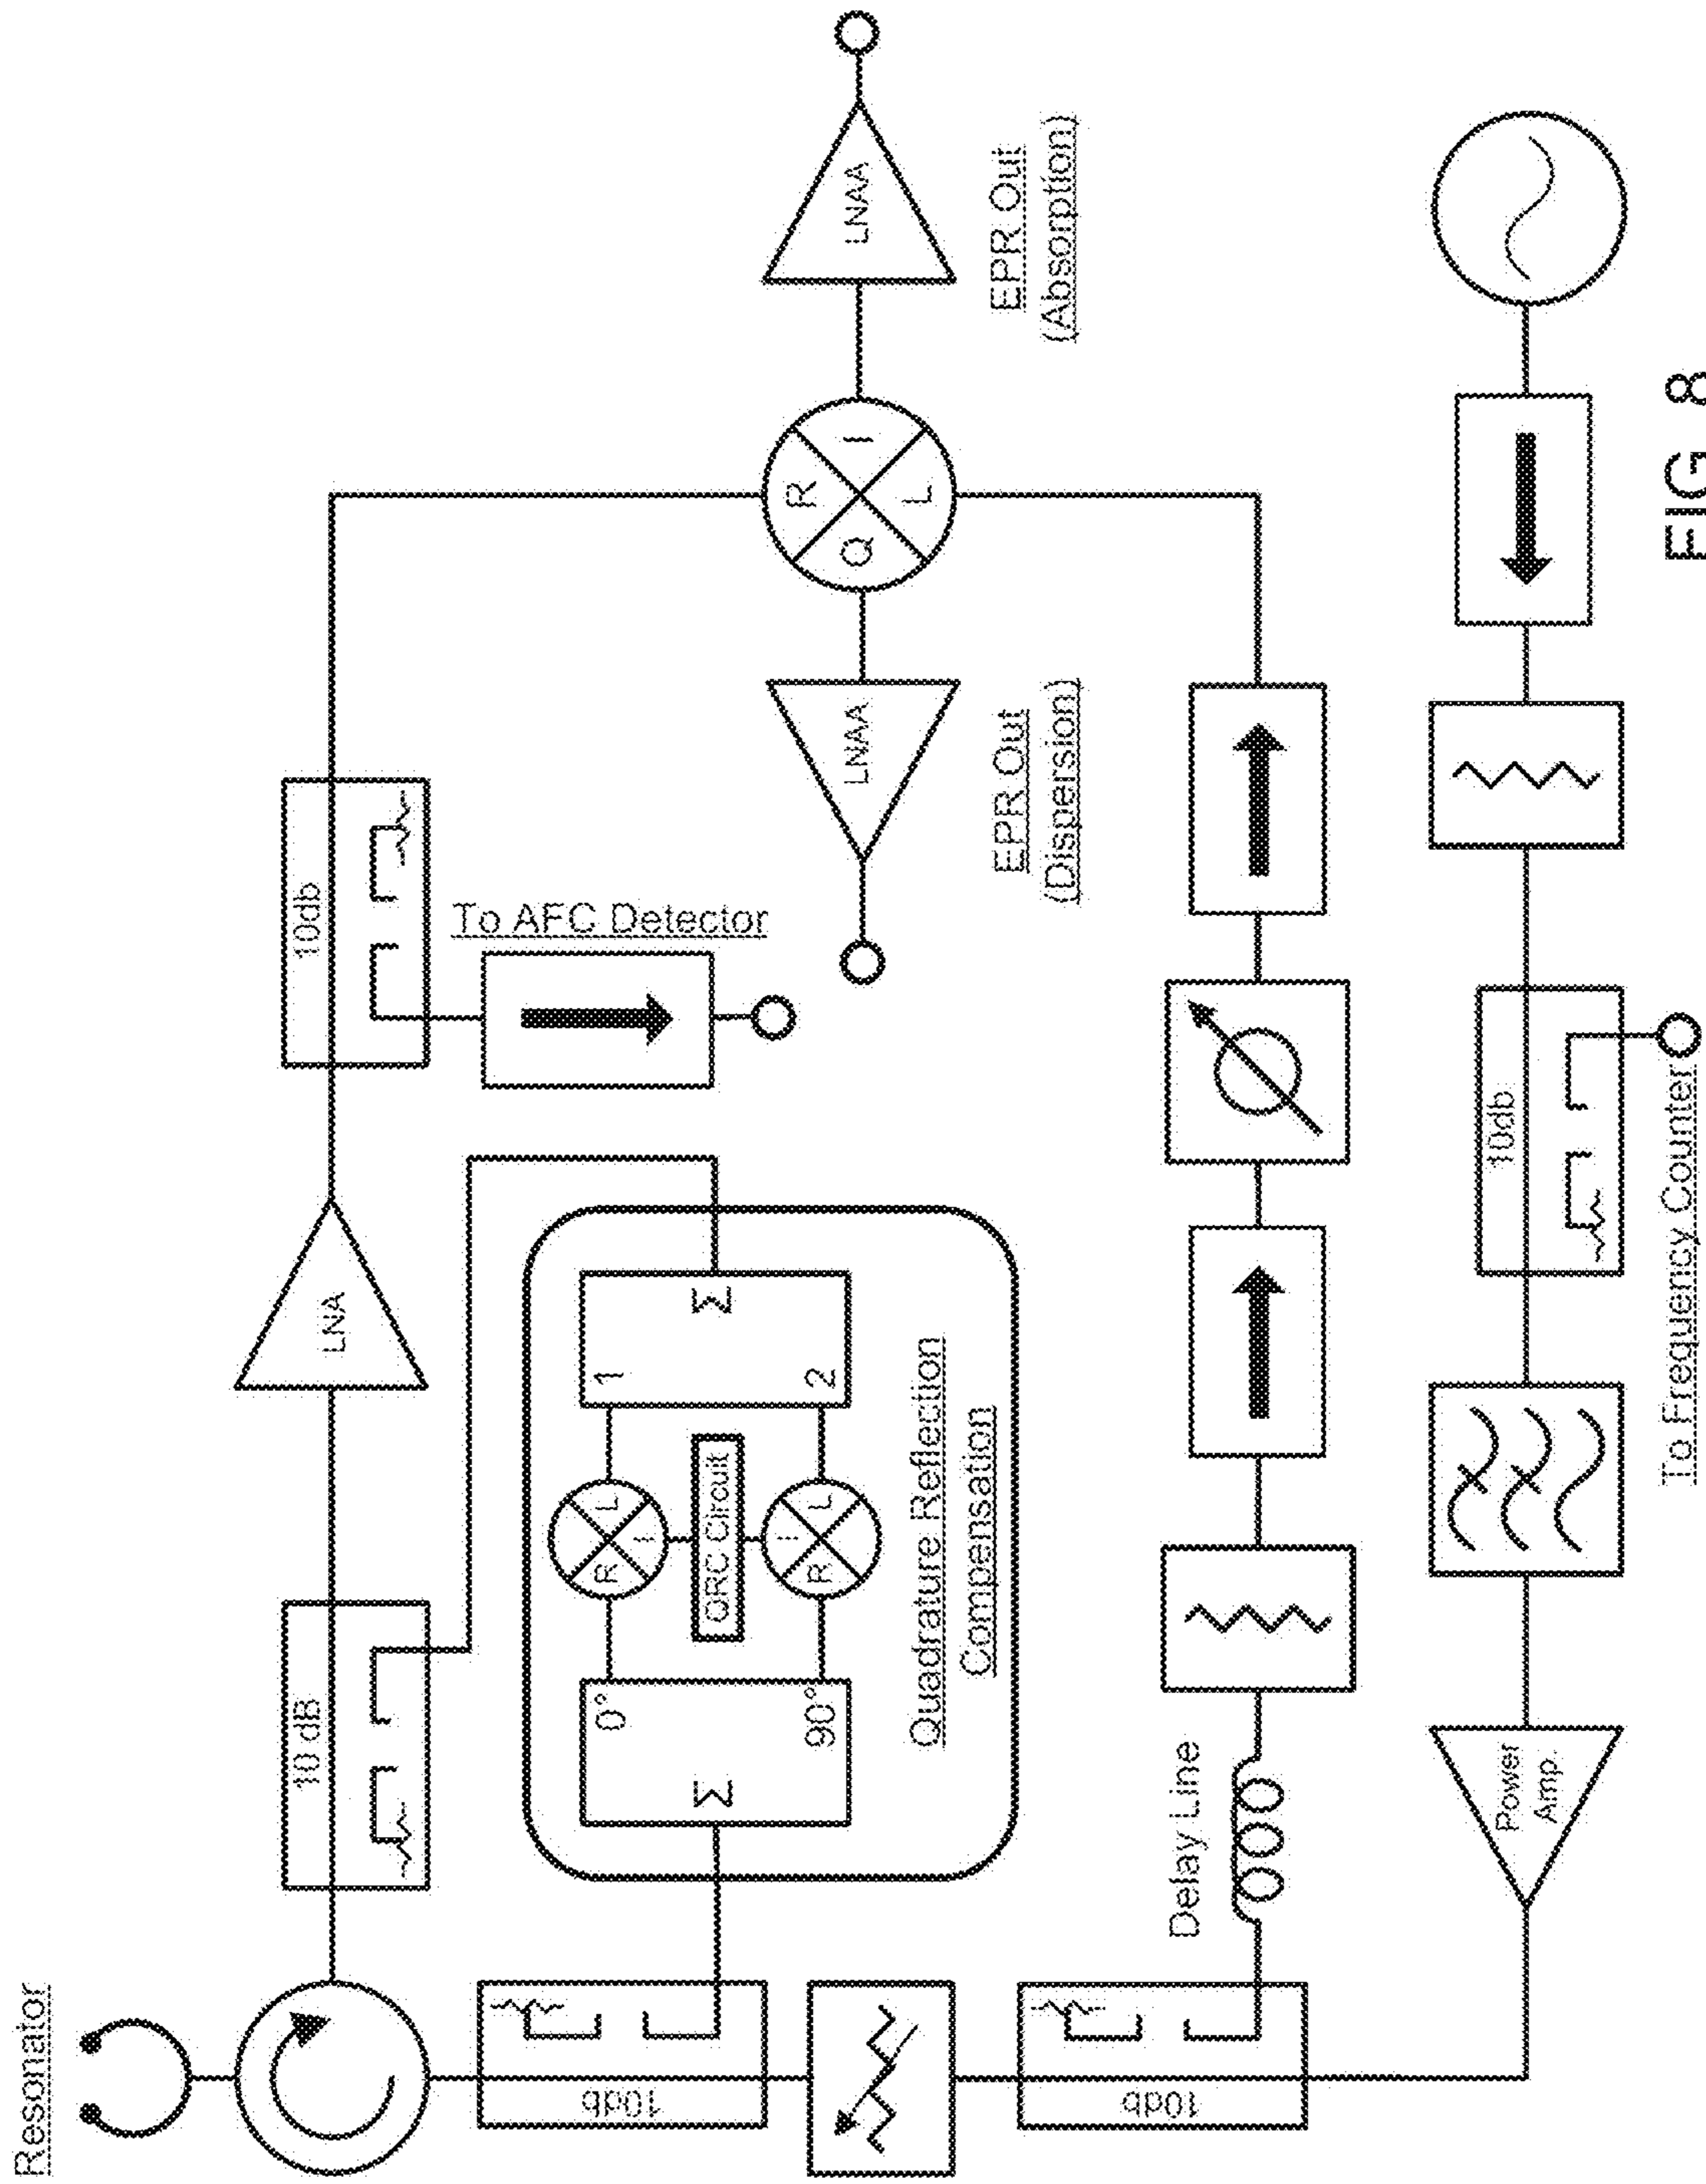 Resonator
10 dB
LNA
10db
To AFC Detector
R
Q
I
L
LNAA
EPR Out
(Absorption)
LNAA
EPR Out
(Dispersion)
10db
Σ
0°
90°
R
L
I
QRC Circuit
R
L
I
1
2
Σ
Quadrature Reflection
Compensation
10db
Delay Line
Power
Amp.
10db
To Frequency Counter
FIG 8